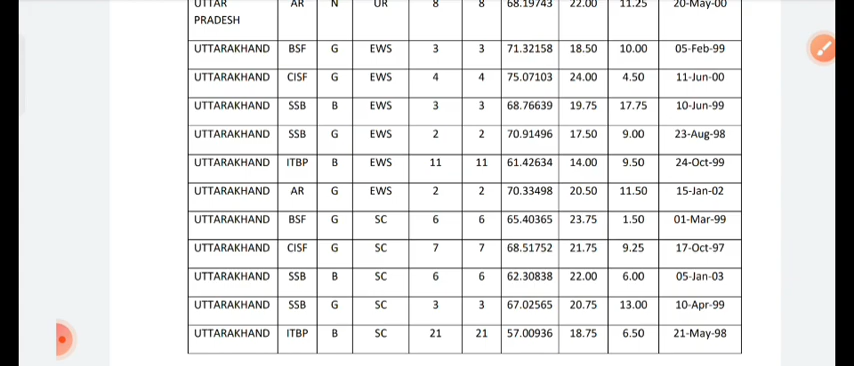 UTTAR PRADESH AR N UR 8 8 68.19743 22.00 11.25 20-May-00
UTTARAKHAND BSF G EWS 3 3 71.32158 18.50 10.00 05-Feb-99
UTTARAKHAND CISF G EWS 4 4 75.07103 24.00 4.50 11-Jun-00
UTTARAKHAND SSB B EWS 3 3 68.76639 19.75 17.75 10-Jun-99
UTTARAKHAND SSB G EWS 2 2 70.91496 17.50 9.00 23-Aug-98
UTTARAKHAND ITBP B EWS 11 11 61.42634 14.00 9.50 24-Oct-99
UTTARAKHAND AR G EWS 2 2 70.33498 20.50 11.50 15-Jan-02
UTTARAKHAND BSF G SC 6 6 65.40365 23.75 1.50 01-Mar-99
UTTARAKHAND CISF G SC 7 7 68.51752 21.75 9.25 17-Oct-97
UTTARAKHAND SSB B SC 6 6 62.30838 22.00 6.00 05-Jan-03
UTTARAKHAND SSB G SC 3 3 67.02565 20.75 13.00 10-Apr-99
UTTARAKHAND ITBP B SC 21 21 57.00936 18.75 6.50 21-May-98